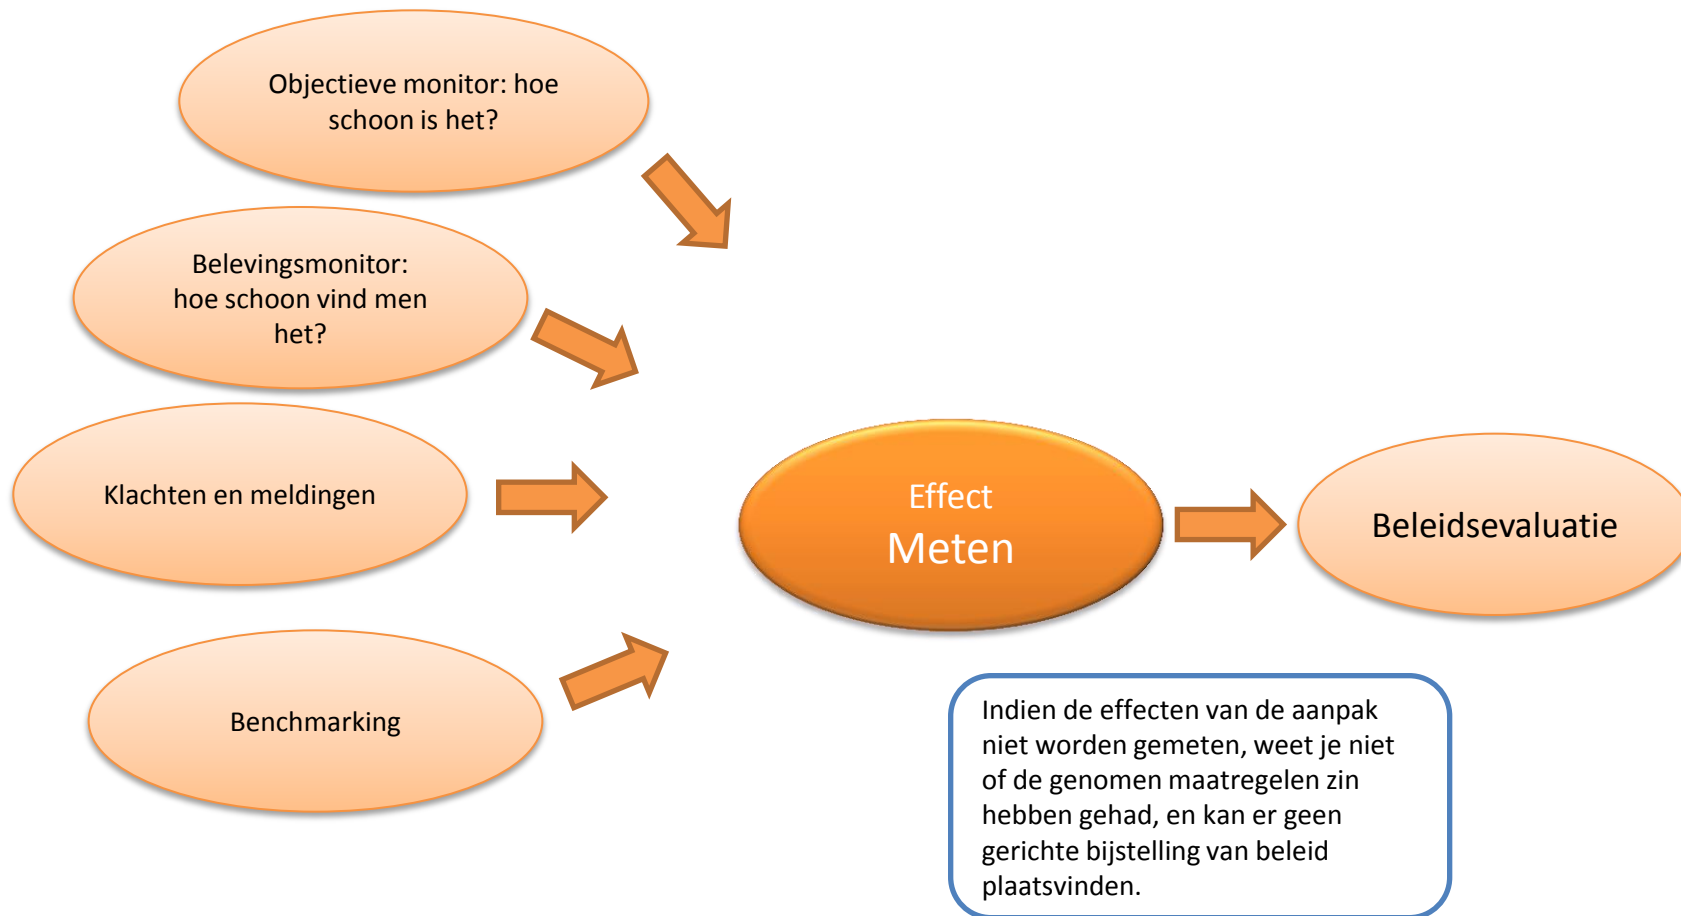 Objectieve monitor: hoe
schoon is het?
Belevingsmonitor:
hoe schoon vind men
het?
Klachten en meldingen
Benchmarking
Effect
Meten
Beleidsevaluatie
Indien de effecten van de aanpak
niet worden gemeten, weet je niet
of de genomen maatregelen zin
hebben gehad, en kan er geen
gerichte bijstelling van beleid
plaatsvinden.